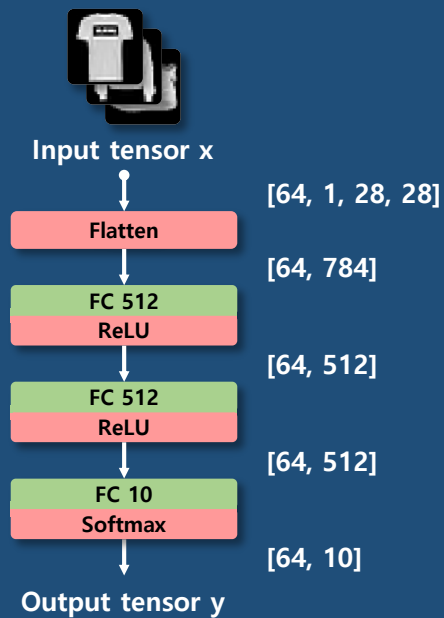 Input tensor x
[64, 1, 28, 28]
Flatten
[64, 784]
FC 512
ReLU
[64, 512]
FC 512
ReLU
[64, 512]
FC 10
Softmax
[64, 10]
Output tensor y